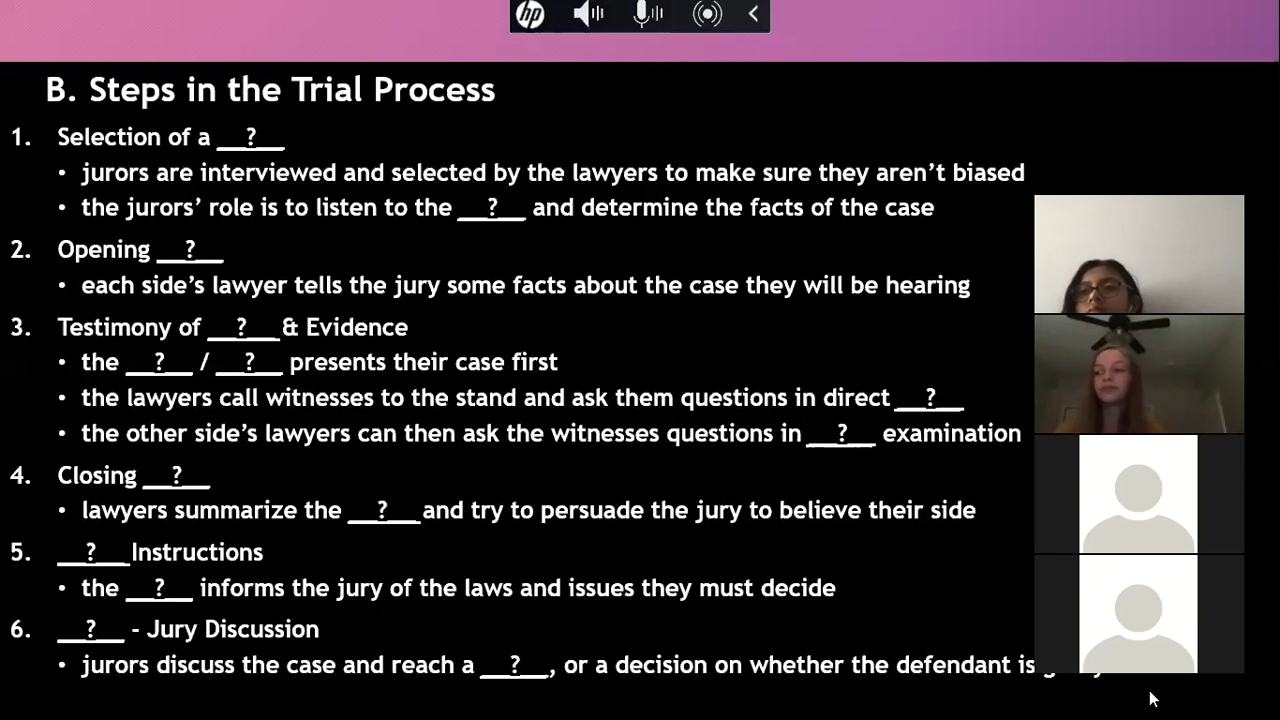 hp
B. Steps in the Trial Process
1. Selection of a __?__
• jurors are interviewed and selected by the lawyers to make sure they aren’t biased
• the jurors’ role is to listen to the __?__ and determine the facts of the case
2. Opening __?__
• each side’s lawyer tells the jury some facts about the case they will be hearing
3. Testimony of __?__ & Evidence
• the __?__ / __?__ presents their case first
• the lawyers call witnesses to the stand and ask them questions in direct __?__
• the other side’s lawyers can then ask the witnesses questions in __?__ examination
4. Closing __?__
• lawyers summarize the __?__ and try to persuade the jury to believe their side
5. __?__ Instructions
• the __?__ informs the jury of the laws and issues they must decide
6. __?__ - Jury Discussion
• jurors discuss the case and reach a __?__, or a decision on whether the defendant is